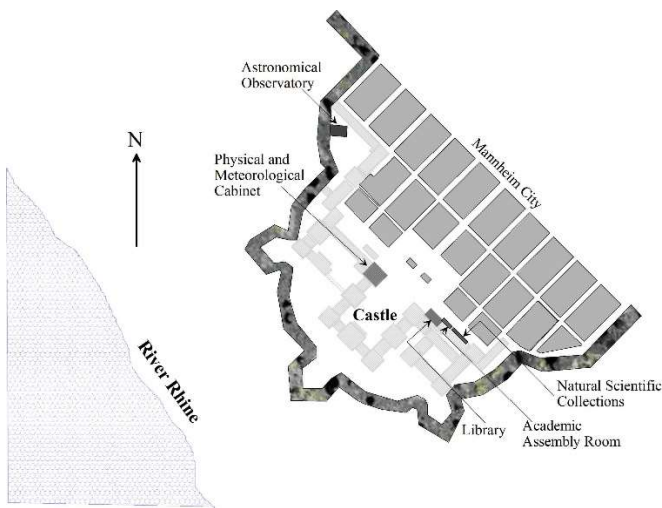 Astronomical
Observatory
N
Physical and
Meteorological
Cabinet
Mannheim City
Castle
River Rhine
Natural Scientific
Collections
Academic
Assembly Room
Library